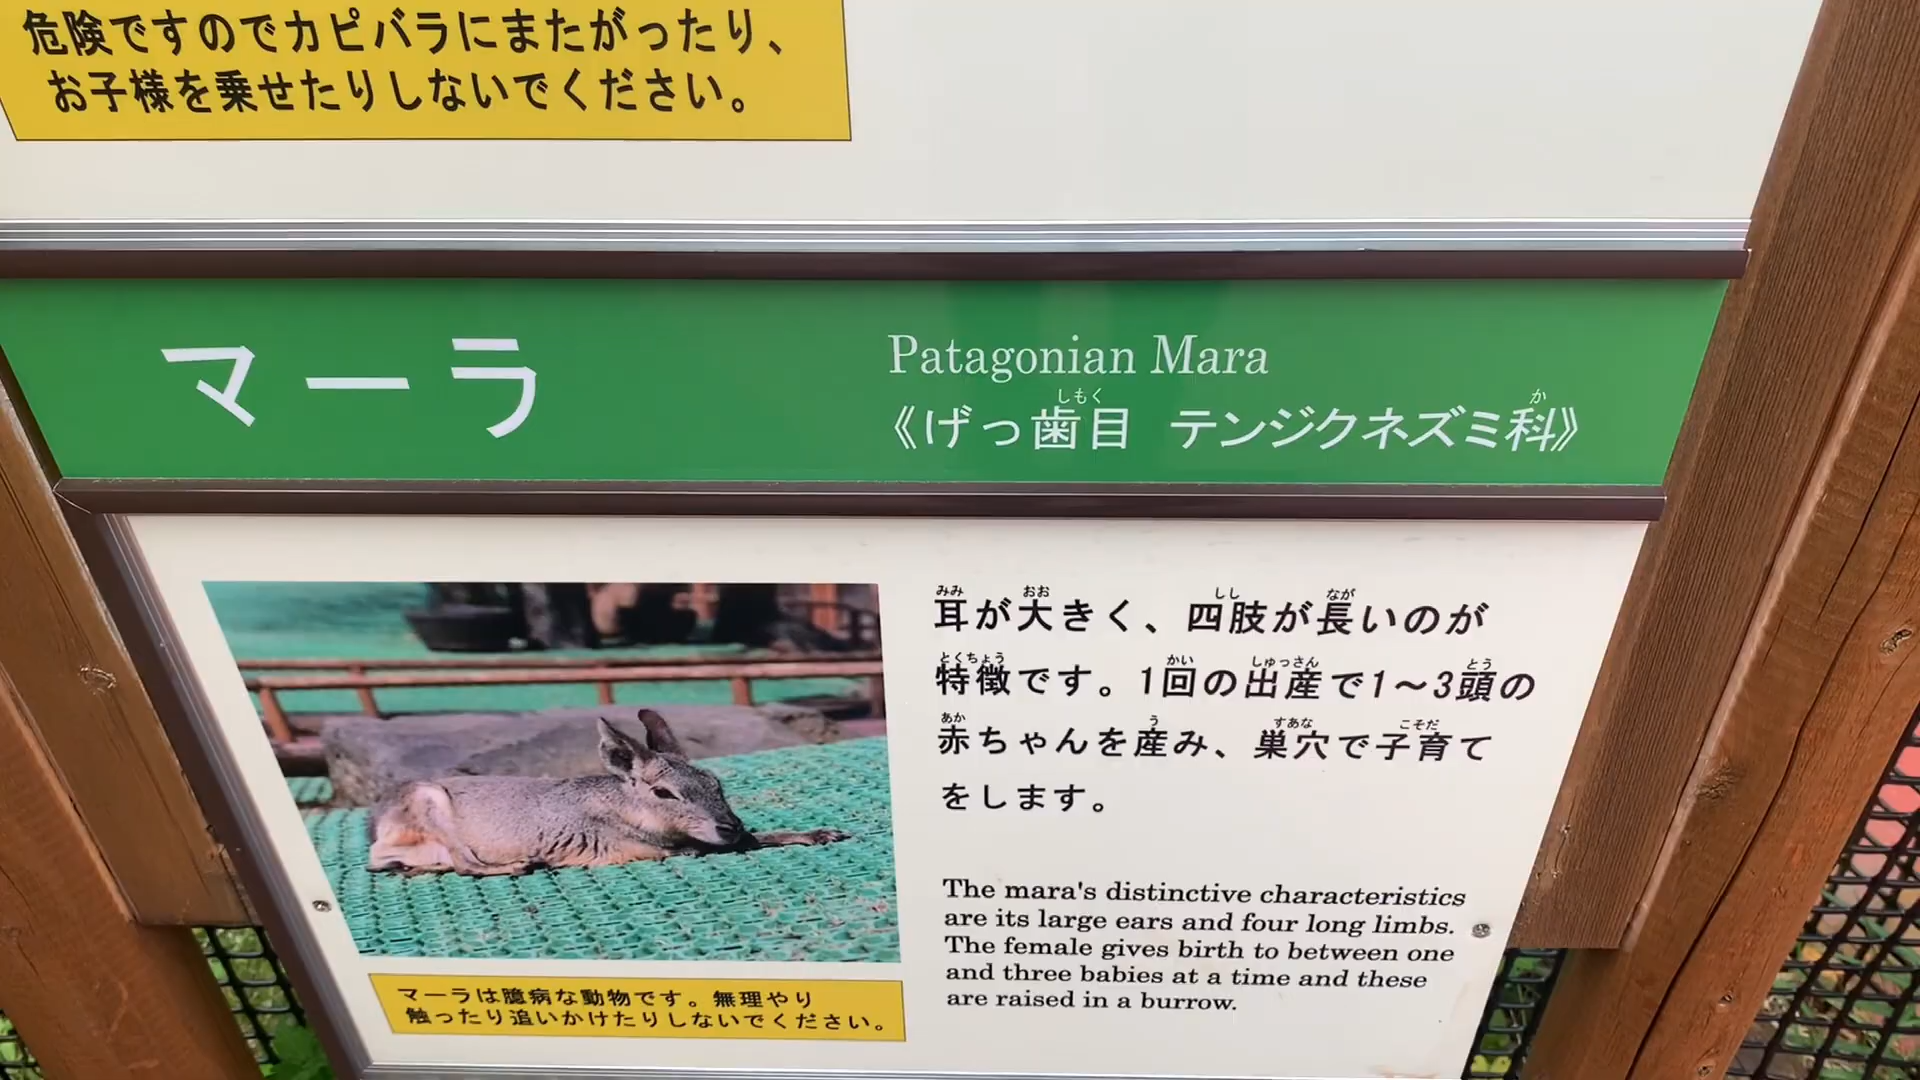 危険ですのでカピバラにまたがったり、
お子様を乗せたりしないでください。
マーラ
Patagonian Mara
しもく か
《げっ歯目 テンジクネズミ科》
みみ おお しし なが
耳が大きく、四肢が長いのが
とくちょう かい しゅっさん とう
特徴です。1回の出産で1～3頭の
あか う すあな こそだ
赤ちゃんを産み、巣穴で子育て
をします。
The mara's distinctive characteristics
are its large ears and four long limbs.
The female gives birth to between one
and three babies at a time and these
are raised in a burrow.
マーラは臆病な動物です。無理やり
触ったり追いかけたりしないでください。